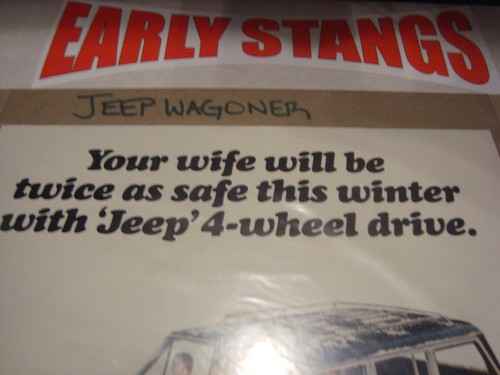 EARLY STANGS
JEEP WAGONER
Your wife will be
twice as safe this winter
with 'Jeep' 4-wheel drive.